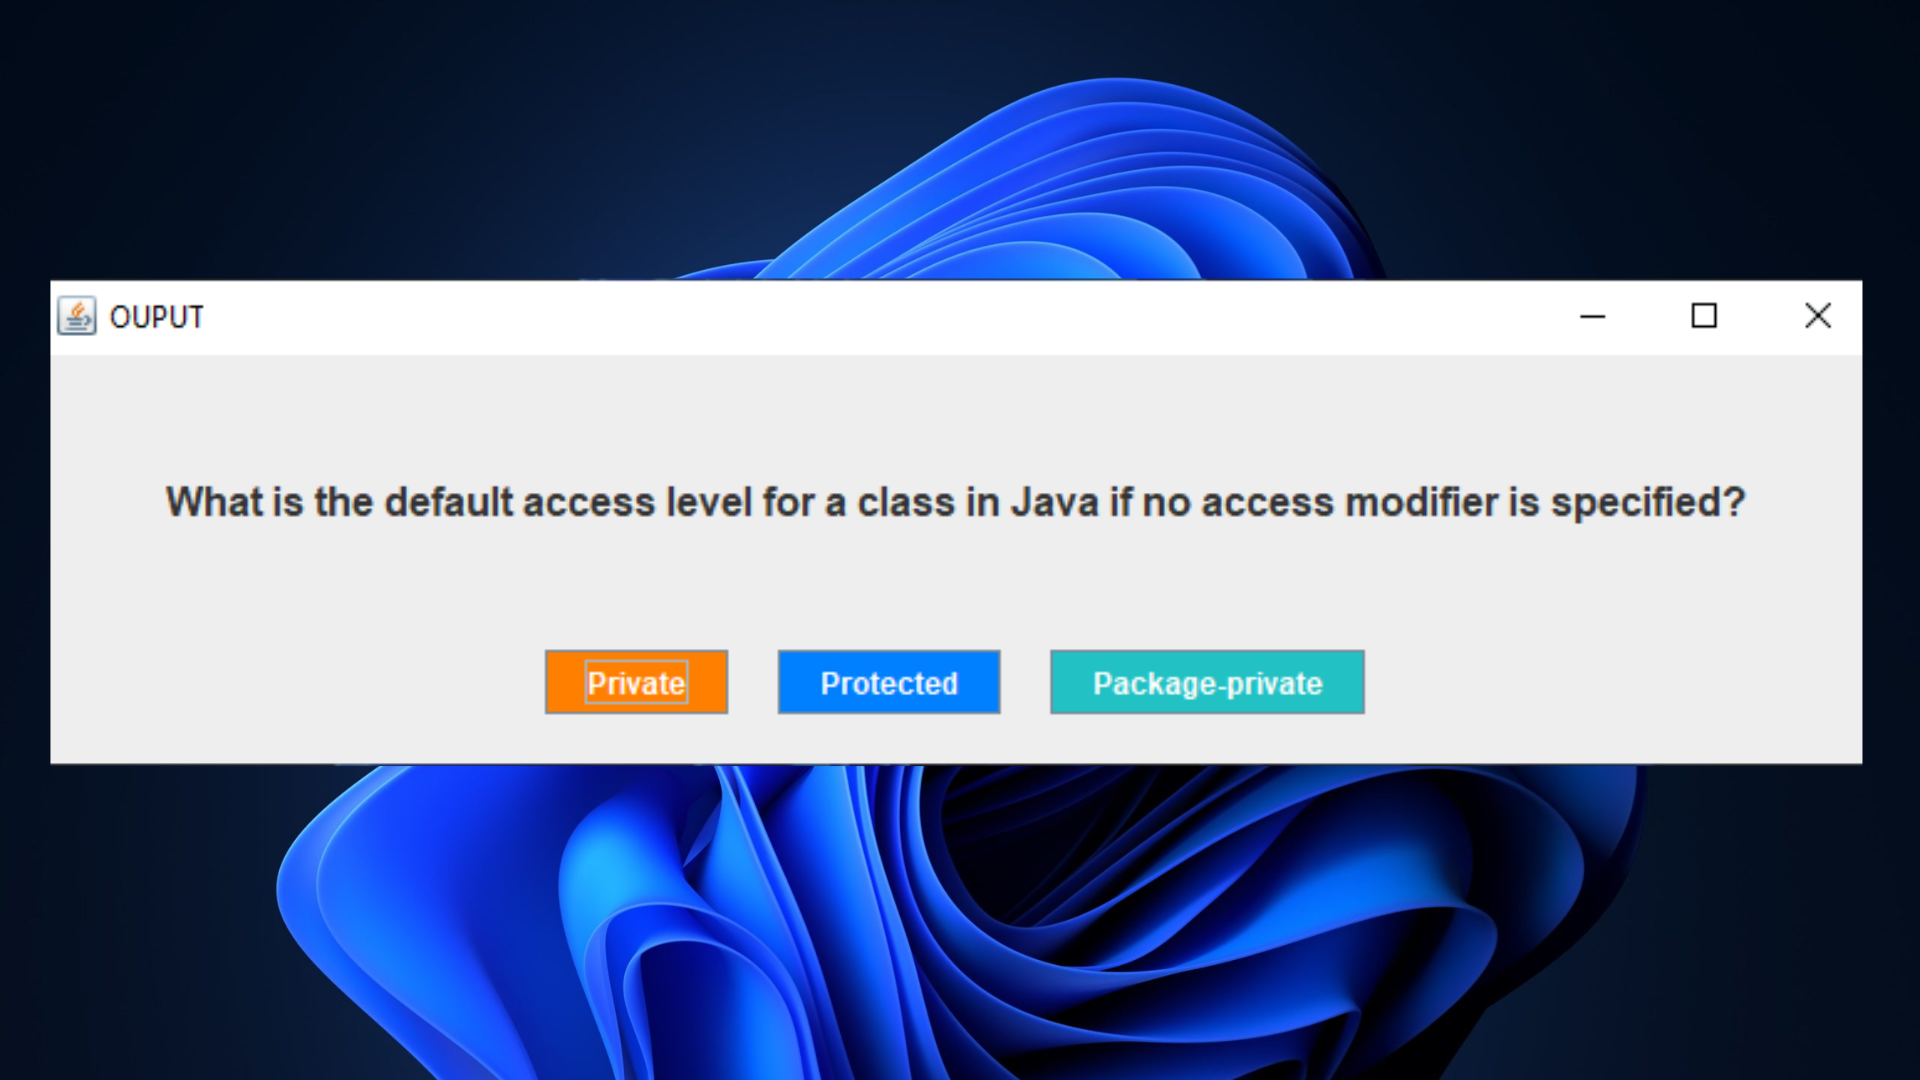 OUPUT
What is the default access level for a class in Java if no access modifier is specified?
Private
Protected
Package-private